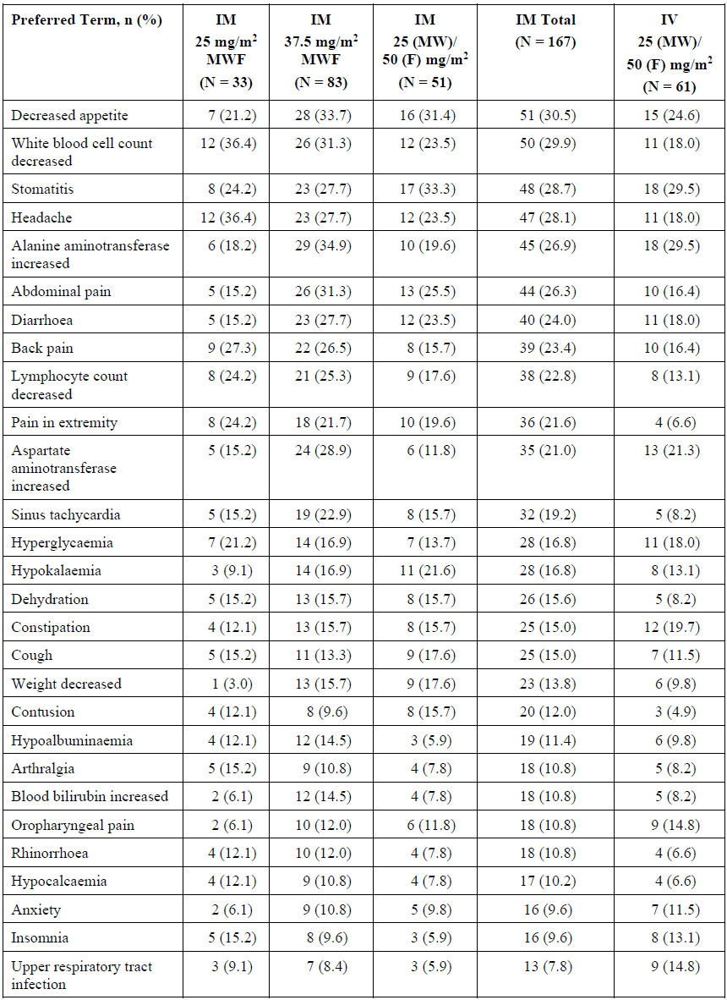 Preferred Term, n (%) | IM 25 mg/m2 MWF (N = 33) | IM 37.5 mg/m2 MWF (N = 83) | IM 25 (MW)/ 50 (F) mg/m2 (N = 51) | IM Total (N = 167) | IV 25 (MW)/ 50 (F) mg/m2 (N = 61)
Decreased appetite | 7 (21.2) | 28 (33.7) | 16 (31.4) | 51 (30.5) | 15 (24.6)
White blood cell count decreased | 12 (36.4) | 26 (31.3) | 12 (23.5) | 50 (29.9) | 11 (18.0)
Stomatitis | 8 (24.2) | 23 (27.7) | 17 (33.3) | 48 (28.7) | 18 (29.5)
Headache | 12 (36.4) | 23 (27.7) | 12 (23.5) | 47 (28.1) | 11 (18.0)
Alanine aminotransferase increased | 6 (18.2) | 29 (34.9) | 10 (19.6) | 45 (26.9) | 18 (29.5)
Abdominal pain | 5 (15.2) | 26 (31.3) | 13 (25.5) | 44 (26.3) | 10 (16.4)
Diarrhoea | 5 (15.2) | 23 (27.7) | 12 (23.5) | 40 (24.0) | 11 (18.0)
Back pain | 9 (27.3) | 22 (26.5) | 8 (15.7) | 39 (23.4) | 10 (16.4)
Lymphocyte count decreased | 8 (24.2) | 21 (25.3) | 9 (17.6) | 38 (22.8) | 8 (13.1)
Pain in extremity | 8 (24.2) | 18 (21.7) | 10 (19.6) | 36 (21.6) | 4 (6.6)
Aspartate aminotransferase increased | 5 (15.2) | 24 (28.9) | 6 (11.8) | 35 (21.0) | 13 (21.3)
Sinus tachycardia | 5 (15.2) | 19 (22.9) | 8 (15.7) | 32 (19.2) | 5 (8.2)
Hyperglycaemia | 7 (21.2) | 14 (16.9) | 7 (13.7) | 28 (16.8) | 11 (18.0)
Hypokalaemia | 3 (9.1) | 14 (16.9) | 11 (21.6) | 28 (16.8) | 8 (13.1)
Dehydration | 5 (15.2) | 13 (15.7) | 8 (15.7) | 26 (15.6) | 5 (8.2)
Constipation | 4 (12.1) | 13 (15.7) | 8 (15.7) | 25 (15.0) | 12 (19.7)
Cough | 5 (15.2) | 11 (13.3) | 9 (17.6) | 25 (15.0) | 7 (11.5)
Weight decreased | 1 (3.0) | 13 (15.7) | 9 (17.6) | 23 (13.8) | 6 (9.8)
Contusion | 4 (12.1) | 8 (9.6) | 8 (15.7) | 20 (12.0) | 3 (4.9)
Hypoalbuminaemia | 4 (12.1) | 12 (14.5) | 3 (5.9) | 19 (11.4) | 6 (9.8)
Arthralgia | 5 (15.2) | 9 (10.8) | 4 (7.8) | 18 (10.8) | 5 (8.2)
Blood bilirubin increased | 2 (6.1) | 12 (14.5) | 4 (7.8) | 18 (10.8) | 5 (8.2)
Oropharyngeal pain | 2 (6.1) | 10 (12.0) | 6 (11.8) | 18 (10.8) | 9 (14.8)
Rhinorrhoea | 4 (12.1) | 10 (12.0) | 4 (7.8) | 18 (10.8) | 4 (6.6)
Hypocalcaemia | 4 (12.1) | 9 (10.8) | 4 (7.8) | 17 (10.2) | 4 (6.6)
Anxiety | 2 (6.1) | 9 (10.8) | 5 (9.8) | 16 (9.6) | 7 (11.5)
Insomnia | 5 (15.2) | 8 (9.6) | 3 (5.9) | 16 (9.6) | 8 (13.1)
Upper respiratory tract infection | 3 (9.1) | 7 (8.4) | 3 (5.9) | 13 (7.8) | 9 (14.8)